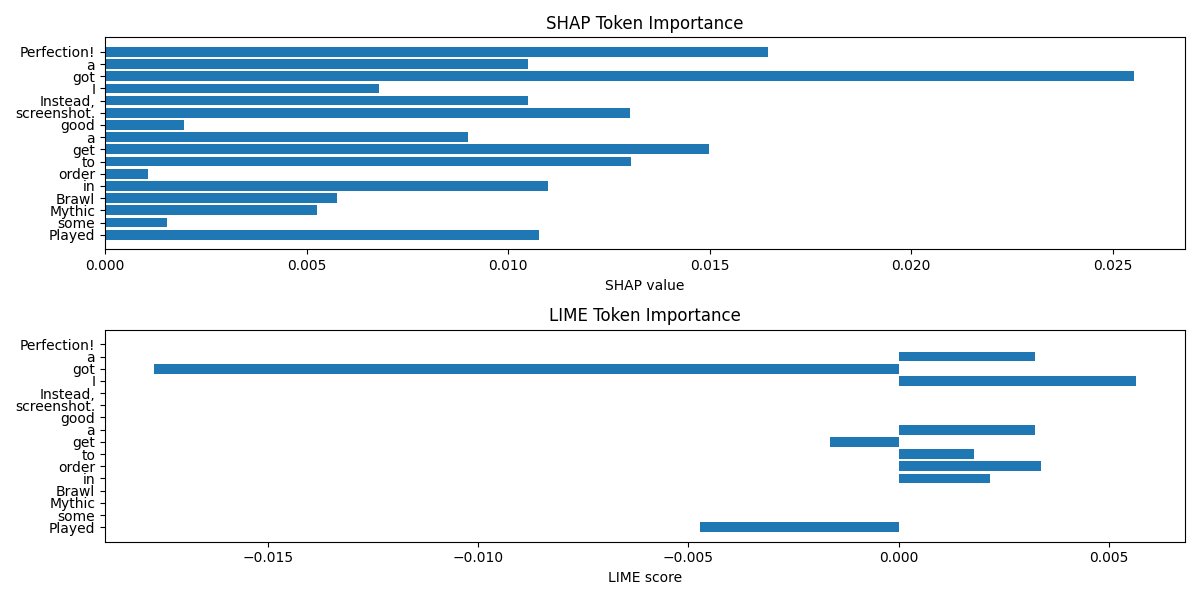 SHAP Token Importance
Perfection!
a
got
I
Instead,
screenshot.
good
a
get
to
order
in
Brawl
Mythic
some
Played
0.000 0.005 0.010 0.015 0.020 0.025
SHAP value
LIME Token Importance
Perfection!
a
got
I
Instead,
screenshot.
good
a
get
to
order
in
Brawl
Mythic
some
Played
−0.015 −0.010 −0.005 0.000 0.005
LIME score